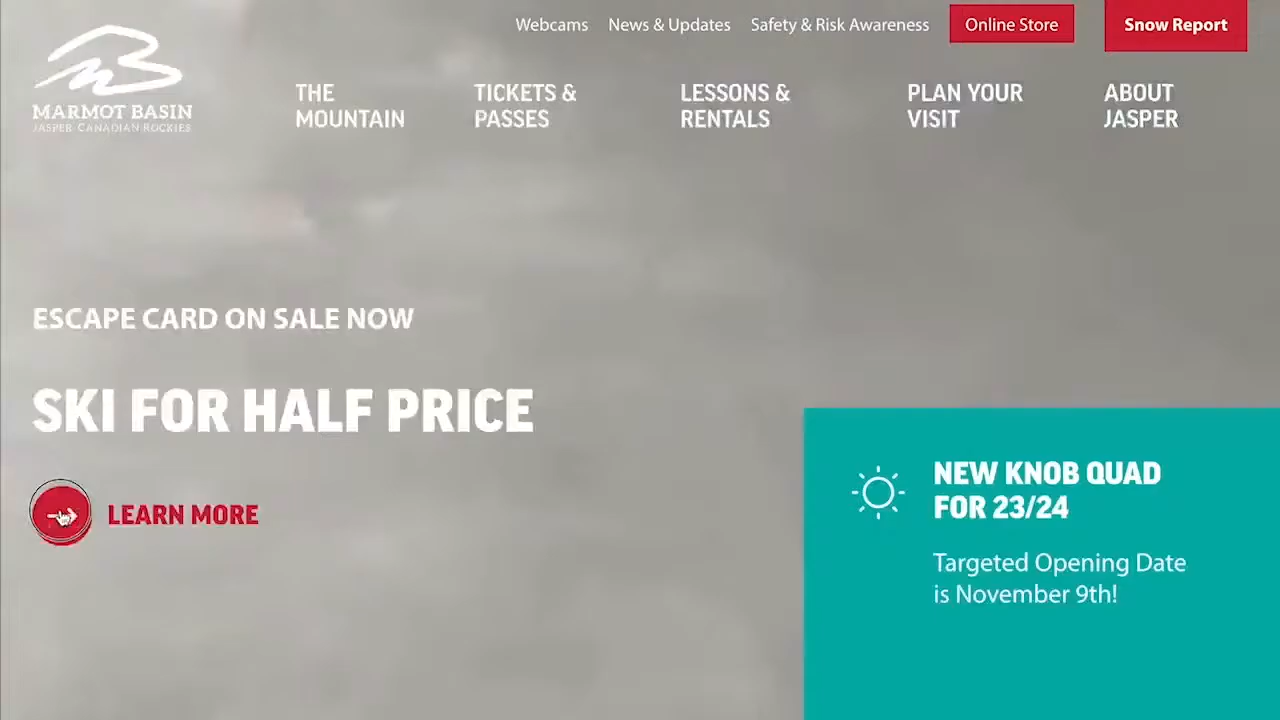 Webcams
News & Updates
Safety & Risk Awareness
Online Store
Snow Report
MARMOT BASIN
JASPER CANADIAN ROCKIES
THE
MOUNTAIN
TICKETS &
PASSES
LESSONS &
RENTALS
PLAN YOUR
VISIT
ABOUT
JASPER
ESCAPE CARD ON SALE NOW
SKI FOR HALF PRICE
LEARN MORE
NEW KNOB QUAD
FOR 23/24
Targeted Opening Date
is November 9th!